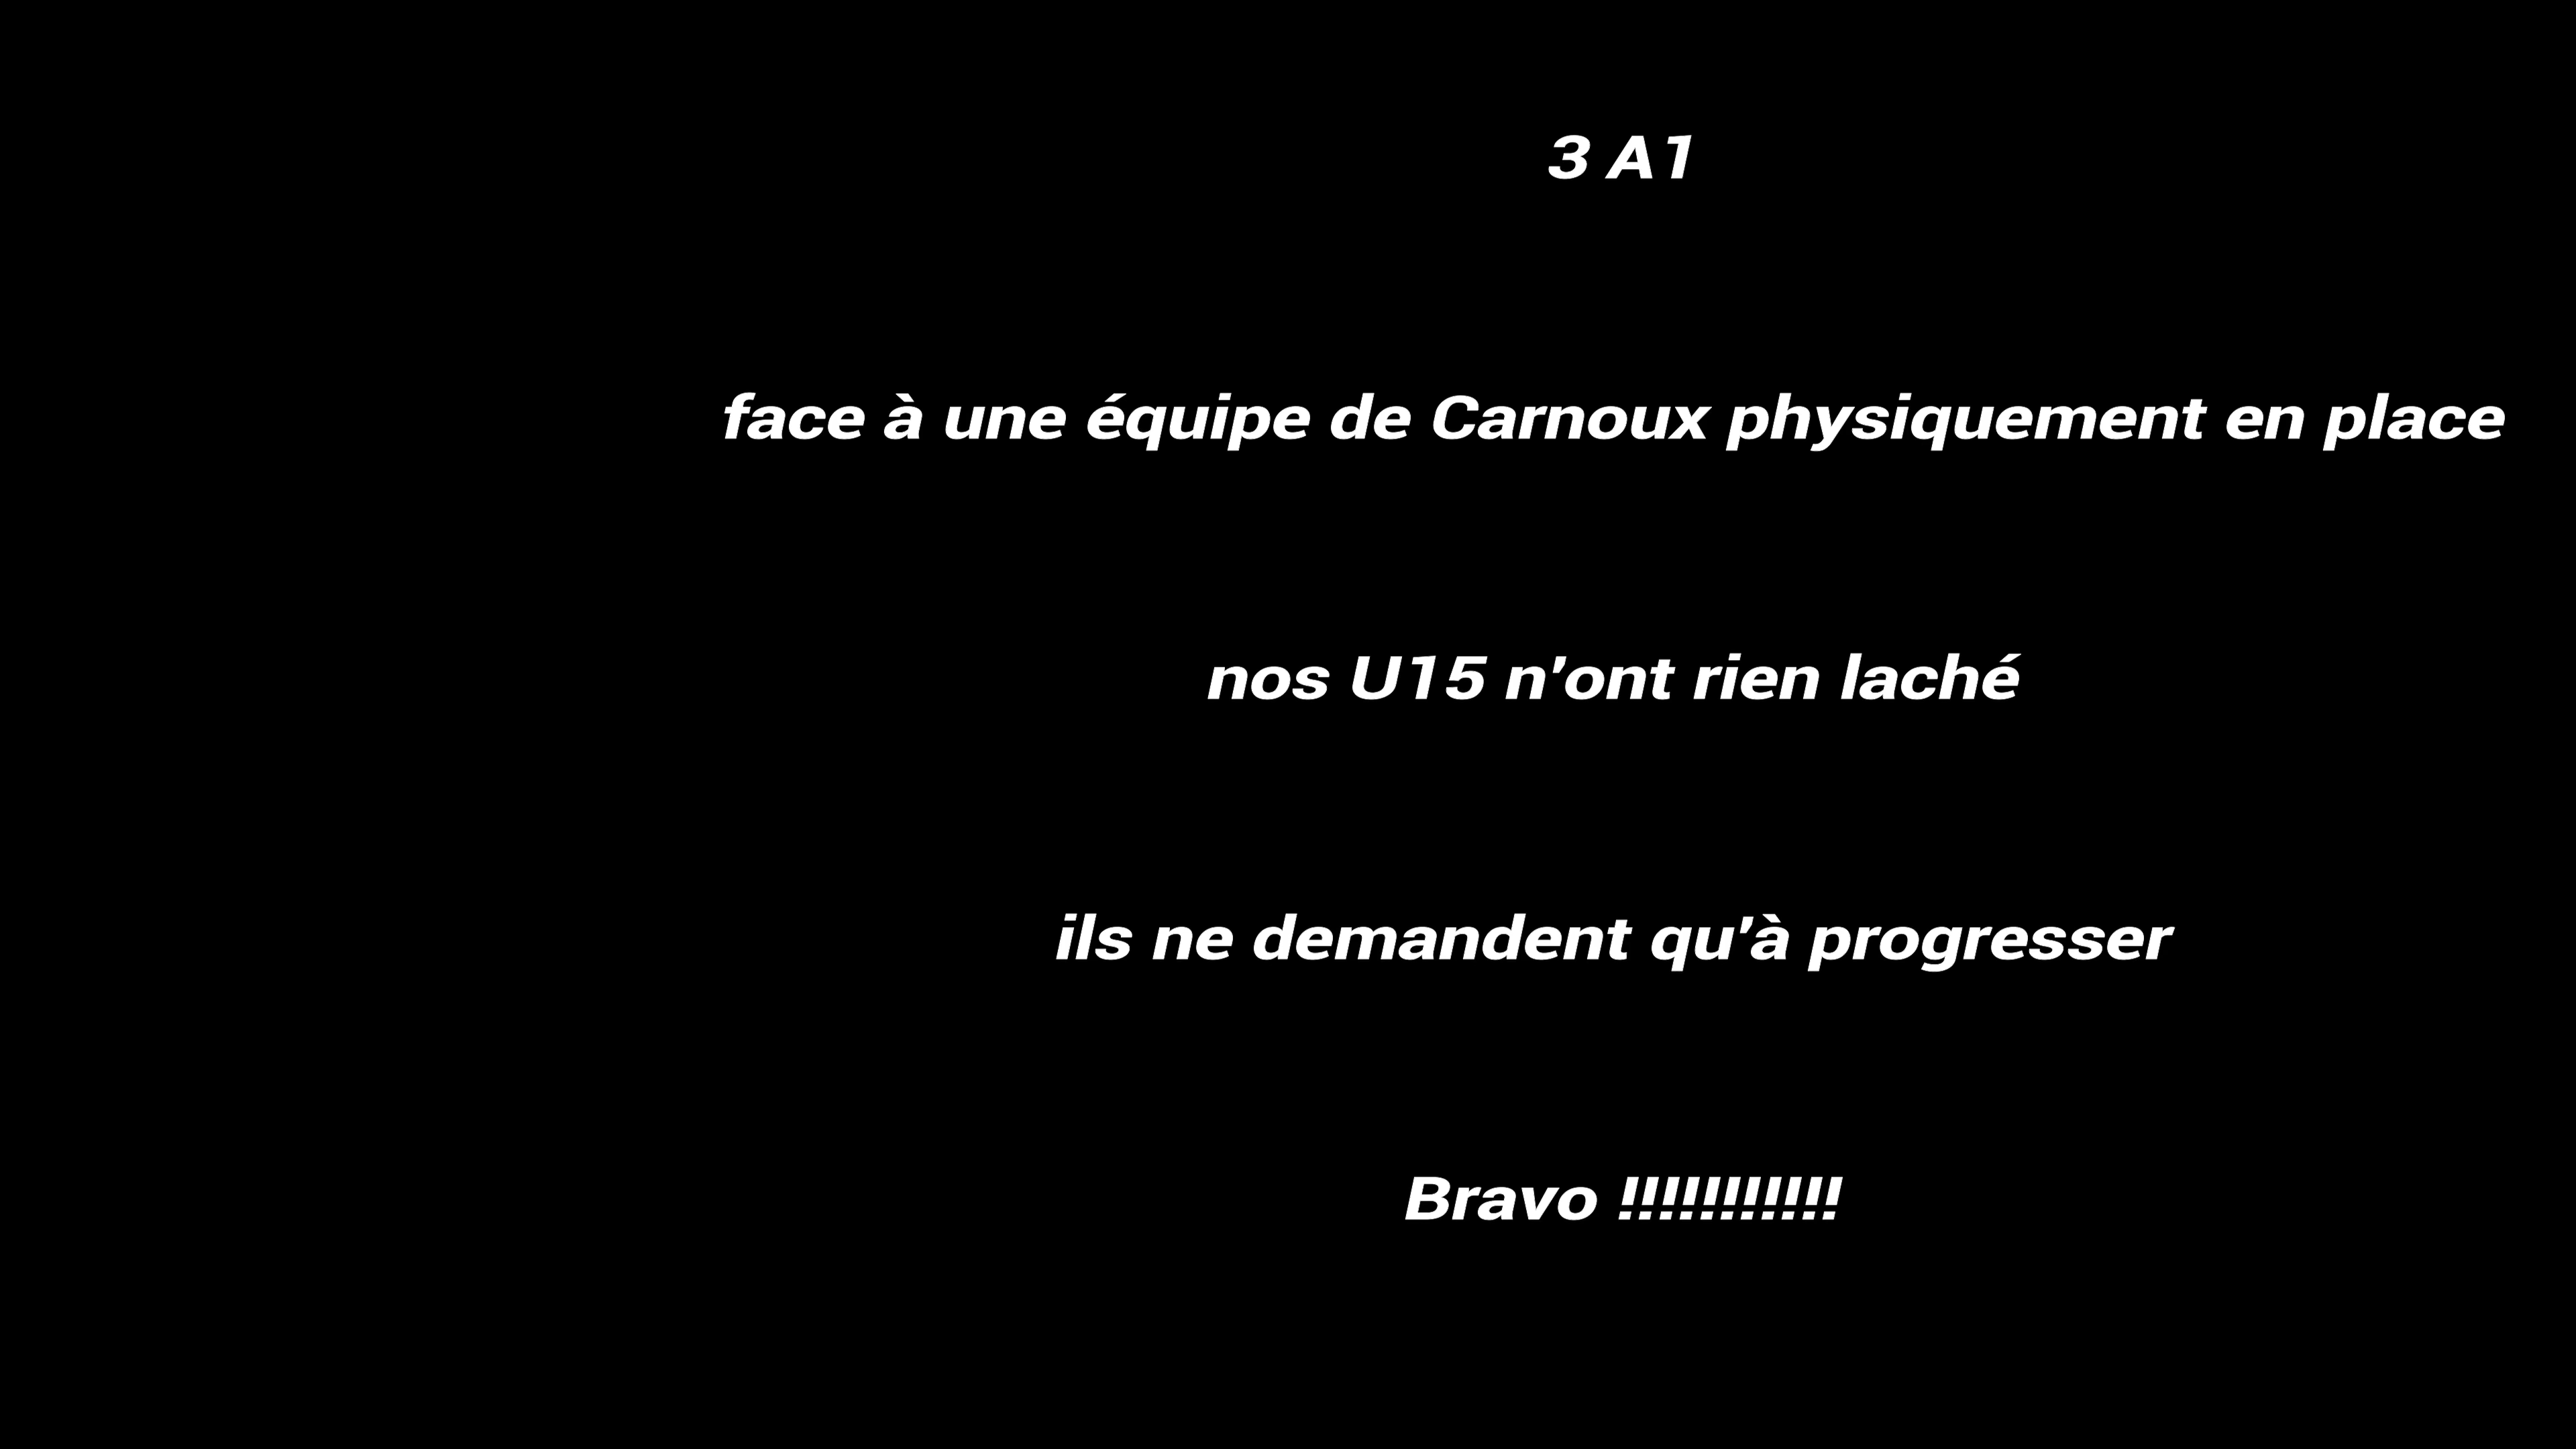 3 A1
face à une équipe de Carnoux physiquement en place
nos U15 n'ont rien laché
ils ne demandent qu'à progresser
Bravo !!!!!!!!!!!